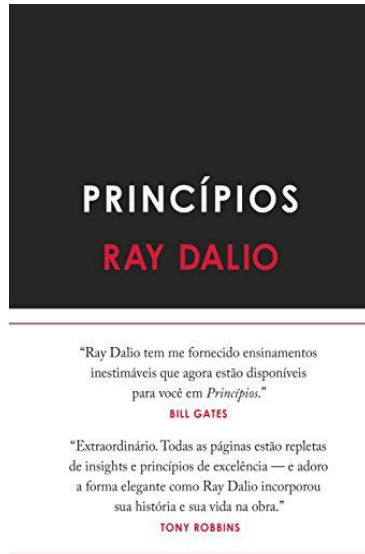 PRINCÍPIOS
RAY DALIO
“Ray Dalio tem me fornecido ensinamentos
inestimáveis que agora estão disponíveis
para você em Princípios.”
BILL GATES
“Extraordinário. Todas as páginas estão repletas
de insights e princípios de excelência — e adoro
a forma elegante como Ray Dalio incorporou
sua história e sua vida na obra.”
TONY ROBBINS